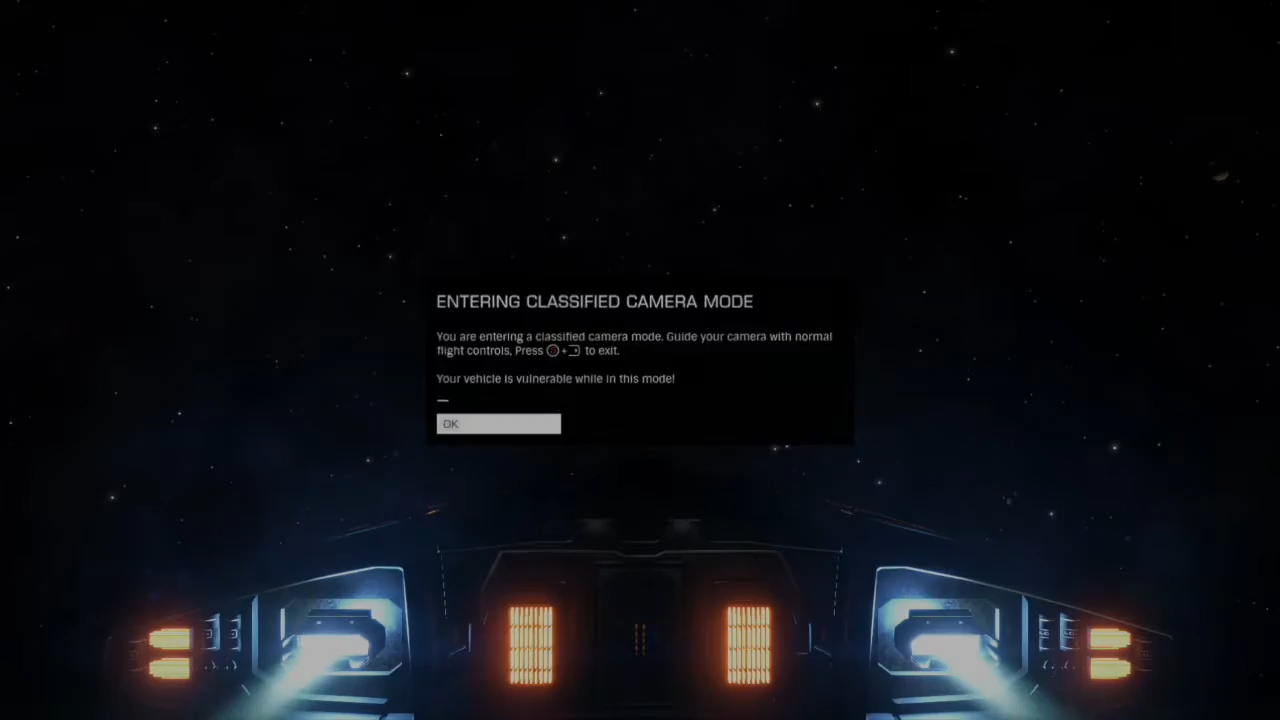 ENTERING CLASSIFIED CAMERA MODE
You are entering a classified camera mode. Guide your camera with normal
flight controls, Press + to exit.
Your vehicle is vulnerable while in this mode!
OK